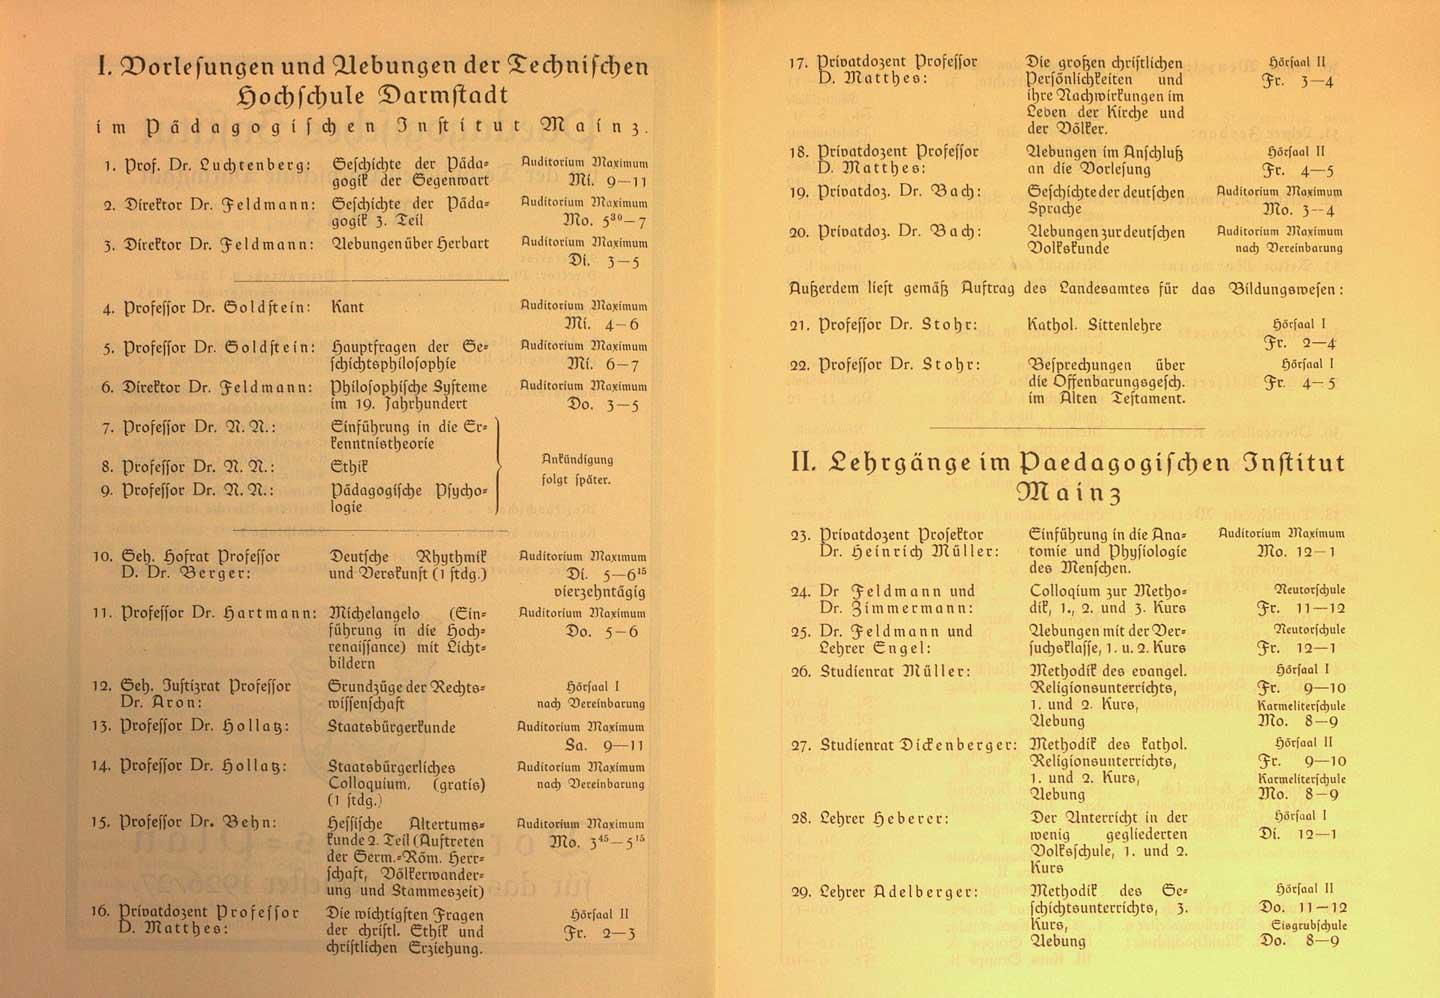 I. Vorlesungen und Uebungen der Technischen
Hochschule Darmstadt
im Pädagogischen Institut Mainz.
1. Prof. Dr. Luchtenberg: Geschichte der Päda- Auditorium Maximum
gogik der Gegenwart Mi. 9—11
2. Direktor Dr. Feldmann: Geschichte der Päda- Auditorium Maximum
gogik 3. Teil Mo. 5³⁰—7
3. Direktor Dr. Feldmann: Uebungen über Herbart Auditorium Maximum
Di. 3—5
4. Professor Dr. Goldstein: Kant Auditorium Maximum
Mi. 4—6
5. Professor Dr. Goldstein: Hauptfragen der Ge- Auditorium Maximum
schichtsphilosophie Mi. 6—7
6. Direktor Dr. Feldmann: Philosophische Systeme Auditorium Maximum
im 19. Jahrhundert Do. 3—5
7. Professor Dr. N. N.: Einführung in die Er-
kenntnistheorie
8. Professor Dr. N. N.: Ethik Ankündigung
folgt später.
9. Professor Dr. N. N.: Pädagogische Psycho-
logie
10. Geh. Hofrat Professor Deutsche Rhythmik Auditorium Maximum
D. Dr. Berger: und Verskunst (1 stdg.) Di. 5—6¹⁵
vierzehntägig
11. Professor Dr. Hartmann: Michelangelo (Ein- Auditorium Maximum
führung in die Hoch- Do. 5—6
renaissance) mit Licht-
bildern
12. Geh. Justizrat Professor Grundzüge der Rechts- Hörsaal I
Dr. Aron: wissenschaft nach Vereinbarung
13. Professor Dr. Hollatz: Staatsbürgerkunde Auditorium Maximum
Sa. 9—11
14. Professor Dr. Hollatz: Staatsbürgerliches Auditorium Maximum
Colloquium, (gratis) nach Vereinbarung
(1 stdg.)
15. Professor Dr. Behn: Hessische Altertums- Auditorium Maximum
kunde 2. Teil (Auftreten Mo. 3⁴⁵—5¹⁵
der Germ.-Röm. Herr-
schaft, Völkerwander-
ung und Stammeszeit)
16. Privatdozent Professor Die wichtigsten Fragen Hörsaal II
D. Matthes: der christl. Ethik und Fr. 2—3
christlichen Erziehung.
17. Privatdozent Professor Die großen christlichen Hörsaal II
D. Matthes: Persönlichkeiten und Fr. 3—4
ihre Nachwirkungen im
Leben der Kirche und
der Völker.
18. Privatdozent Professor Uebungen im Anschluß Hörsaal II
D. Matthes: an die Vorlesung Fr. 4—5
19. Privatdoz. Dr. Bach: Geschichte der deutschen Auditorium Maximum
Sprache Mo. 3—4
20. Privatdoz. Dr. Bach: Uebungen zur deutschen Auditorium Maximum
Volkskunde nach Vereinbarung
Außerdem liest gemäß Auftrag des Landesamtes für das Bildungswesen:
21. Professor Dr. Stohr: Kathol. Sittenlehre Hörsaal I
Fr. 2—4
22. Professor Dr. Stohr: Besprechungen über Hörsaal I
die Offenbarungsgesch. Fr. 4—5
im Alten Testament.
II. Lehrgänge im Paedagogischen Institut
Mainz
23. Privatdozent Prosektor Einführung in die Ana- Auditorium Maximum
Dr. Heinrich Müller: tomie und Physiologie Mo. 12—1
des Menschen.
24. Dr Feldmann und Colloqium zur Metho- Neutorschule
Dr. Zimmermann: dik, 1., 2. und 3. Kurs Fr. 11—12
25. Dr. Feldmann und Uebungen mit der Ver- Neutorschule
Lehrer Engel: suchsklasse, 1. u. 2. Kurs Fr. 12—1
26. Studienrat Müller: Methodik des evangel. Hörsaal I
Religionsunterrichts, Fr. 9—10
1. und 2. Kurs, Karmeliterschule
Uebung Mo. 8—9
27. Studienrat Dickenberger: Methodik des kathol. Hörsaal II
Religionsunterrichts, Fr. 9—10
1. und 2. Kurs, Karmeliterschule
Uebung Mo. 8—9
28. Lehrer Heberer: Der Unterricht in der Hörsaal I
wenig gegliederten Di. 12—1
Volksschule, 1. und 2.
Kurs
29. Lehrer Adelberger: Methodik des Ge- Hörsaal II
schichtsunterrichts, 3. Do. 11—12
Kurs, Eisgrubschule
Uebung Do. 8—9